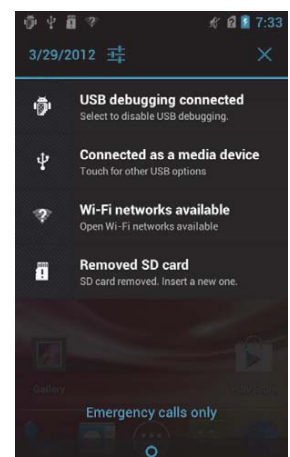 7:33
3/29/2012
USB debugging connected
Select to disable USB debugging.
Connected as a media device
Touch for other USB options
Wi-Fi networks available
Open Wi-Fi networks available
Removed SD card
SD card removed. Insert a new one.
Gallery
Emergency calls only